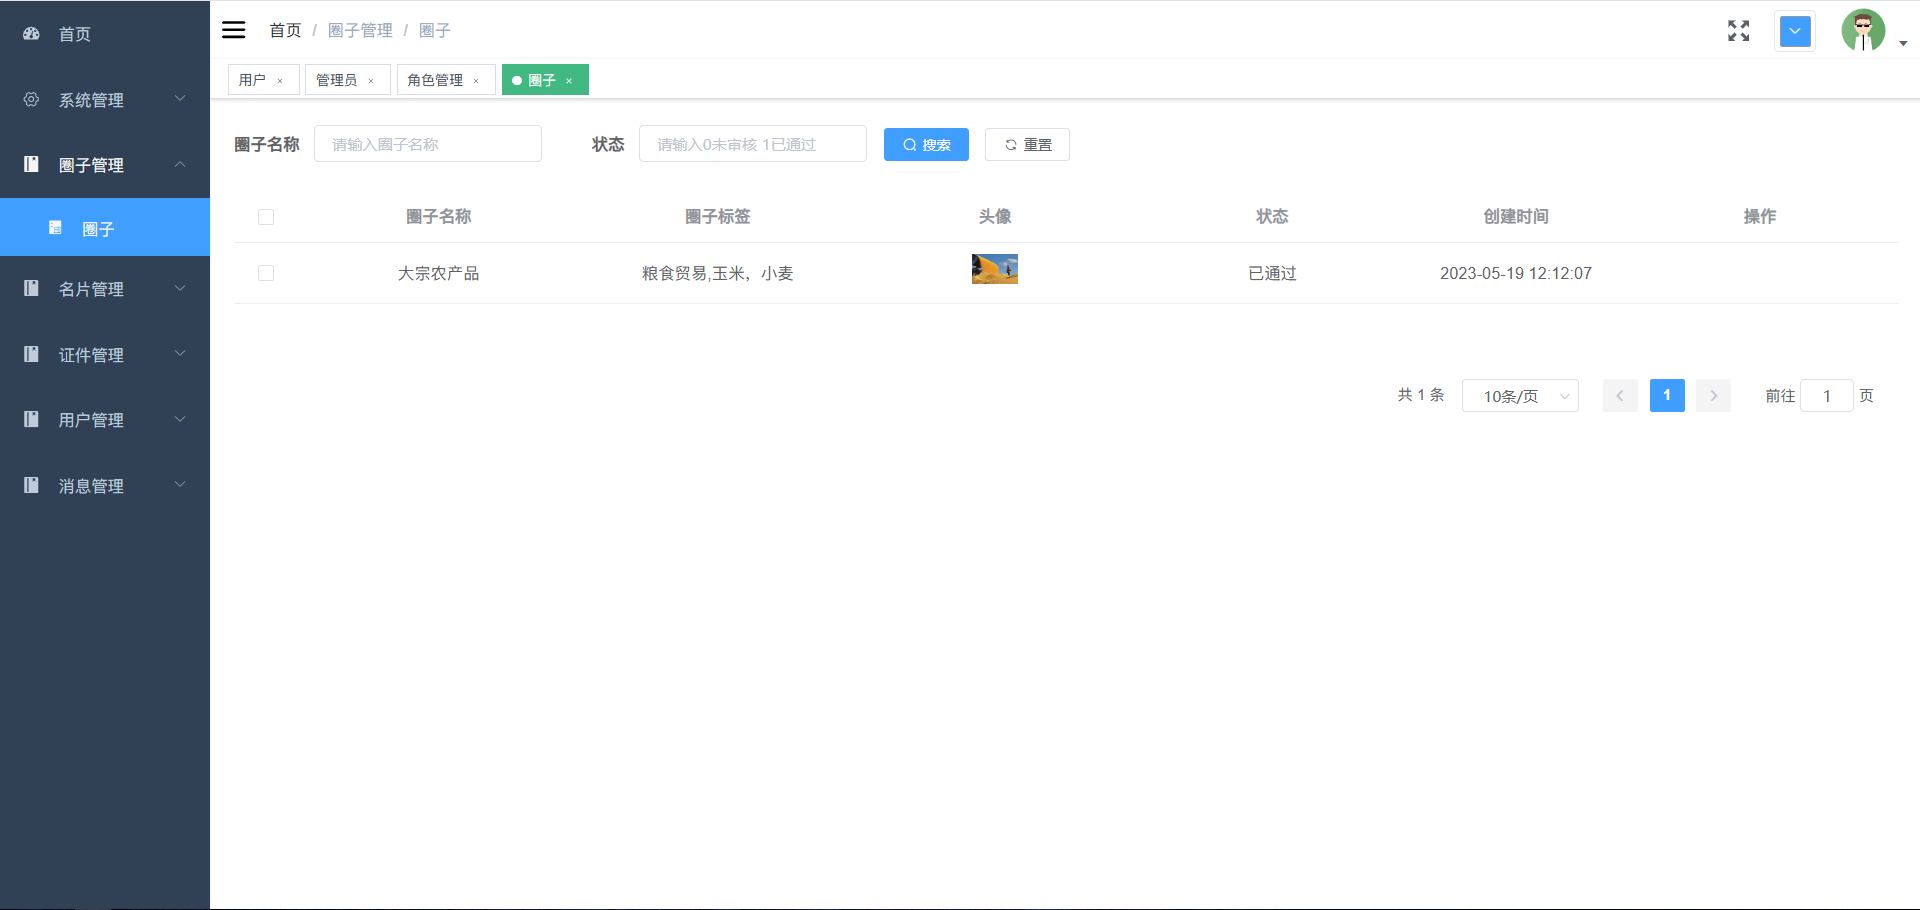 首页
系统管理
圈子管理
圈子
名片管理
证件管理
用户管理
消息管理
首页 / 圈子管理 / 圈子
用户 × 管理员 × 角色管理 × 圈子 ×
圈子名称 请输入圈子名称 状态 请输入0未审核 1已通过 搜索 重置
圈子名称 圈子标签 头像 状态 创建时间 操作
大宗农产品 粮食贸易,玉米，小麦 已通过 2023-05-19 12:12:07
共 1 条 10条/页 1 前往 1 页